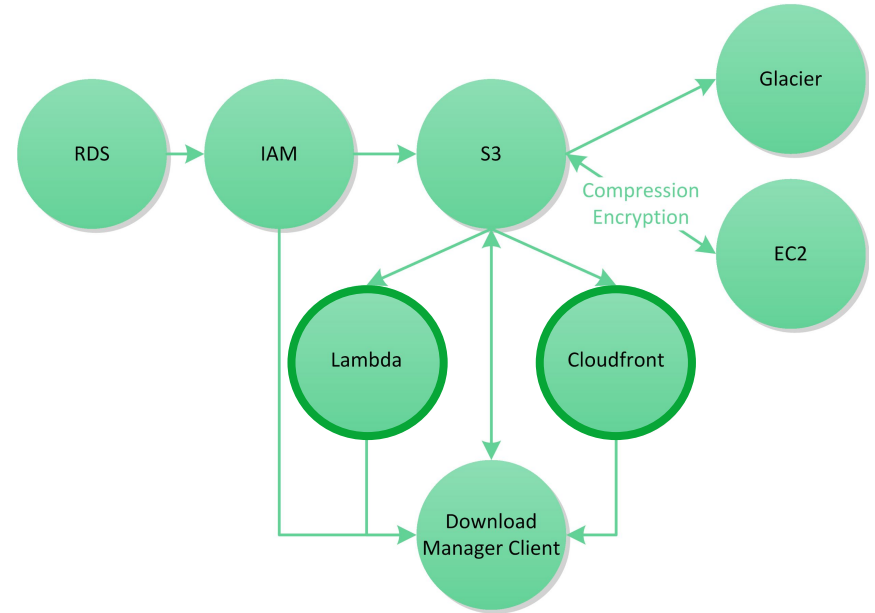 Glacier
RDS
IAM
S3
Compression
Encryption
EC2
Lambda
Cloudfront
Download
Manager Client